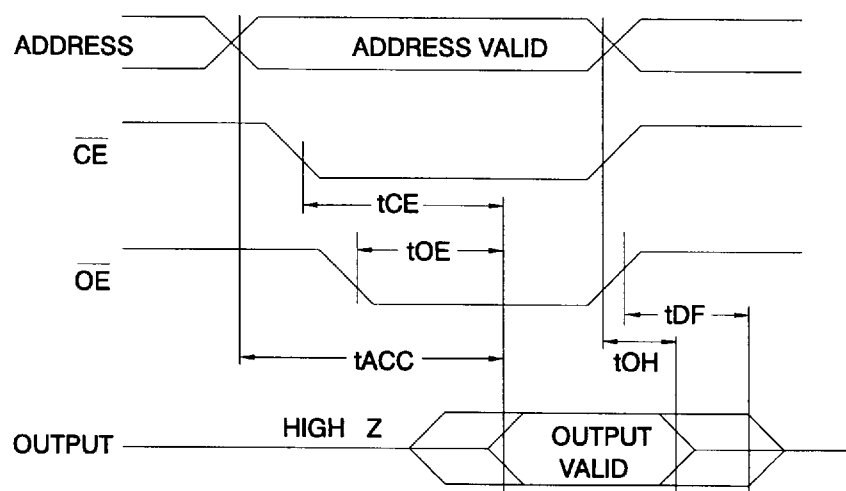 ADDRESS
ADDRESS VALID
CE
tCE
OE
tOE
tDF
tACC
tOH
OUTPUT
HIGH Z
OUTPUT
VALID